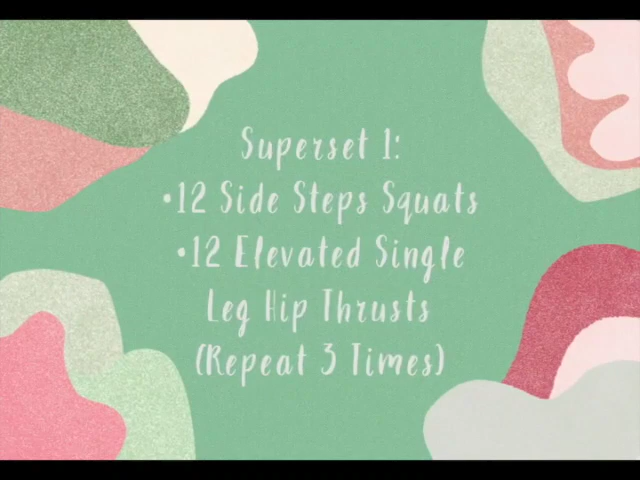 Superset 1:
•12 Side Steps Squats
•12 Elevated Single
Leg Hip Thrusts
(Repeat 3 Times)